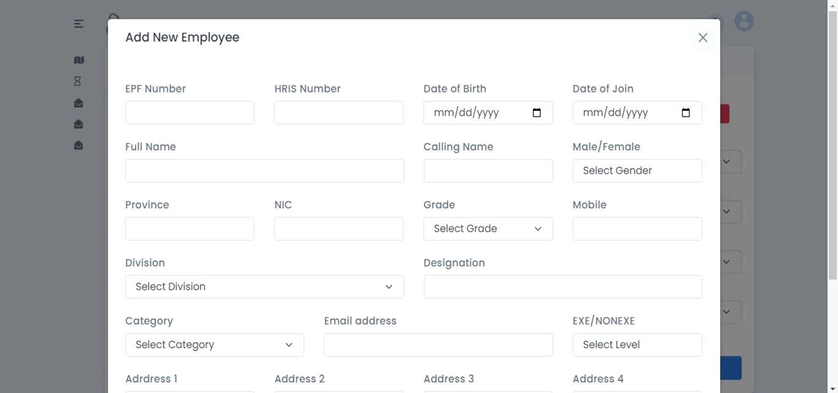 Add New Employee
EPF Number HRIS Number Date of Birth Date of Join
mm/dd/yyyy mm/dd/yyyy
Full Name Calling Name Male/Female
Select Gender
Province NIC Grade Mobile
Select Grade
Division Designation
Select Division
Category Email address EXE/NONEXE
Select Category Select Level
Adrdress 1 Address 2 Address 3 Address 4